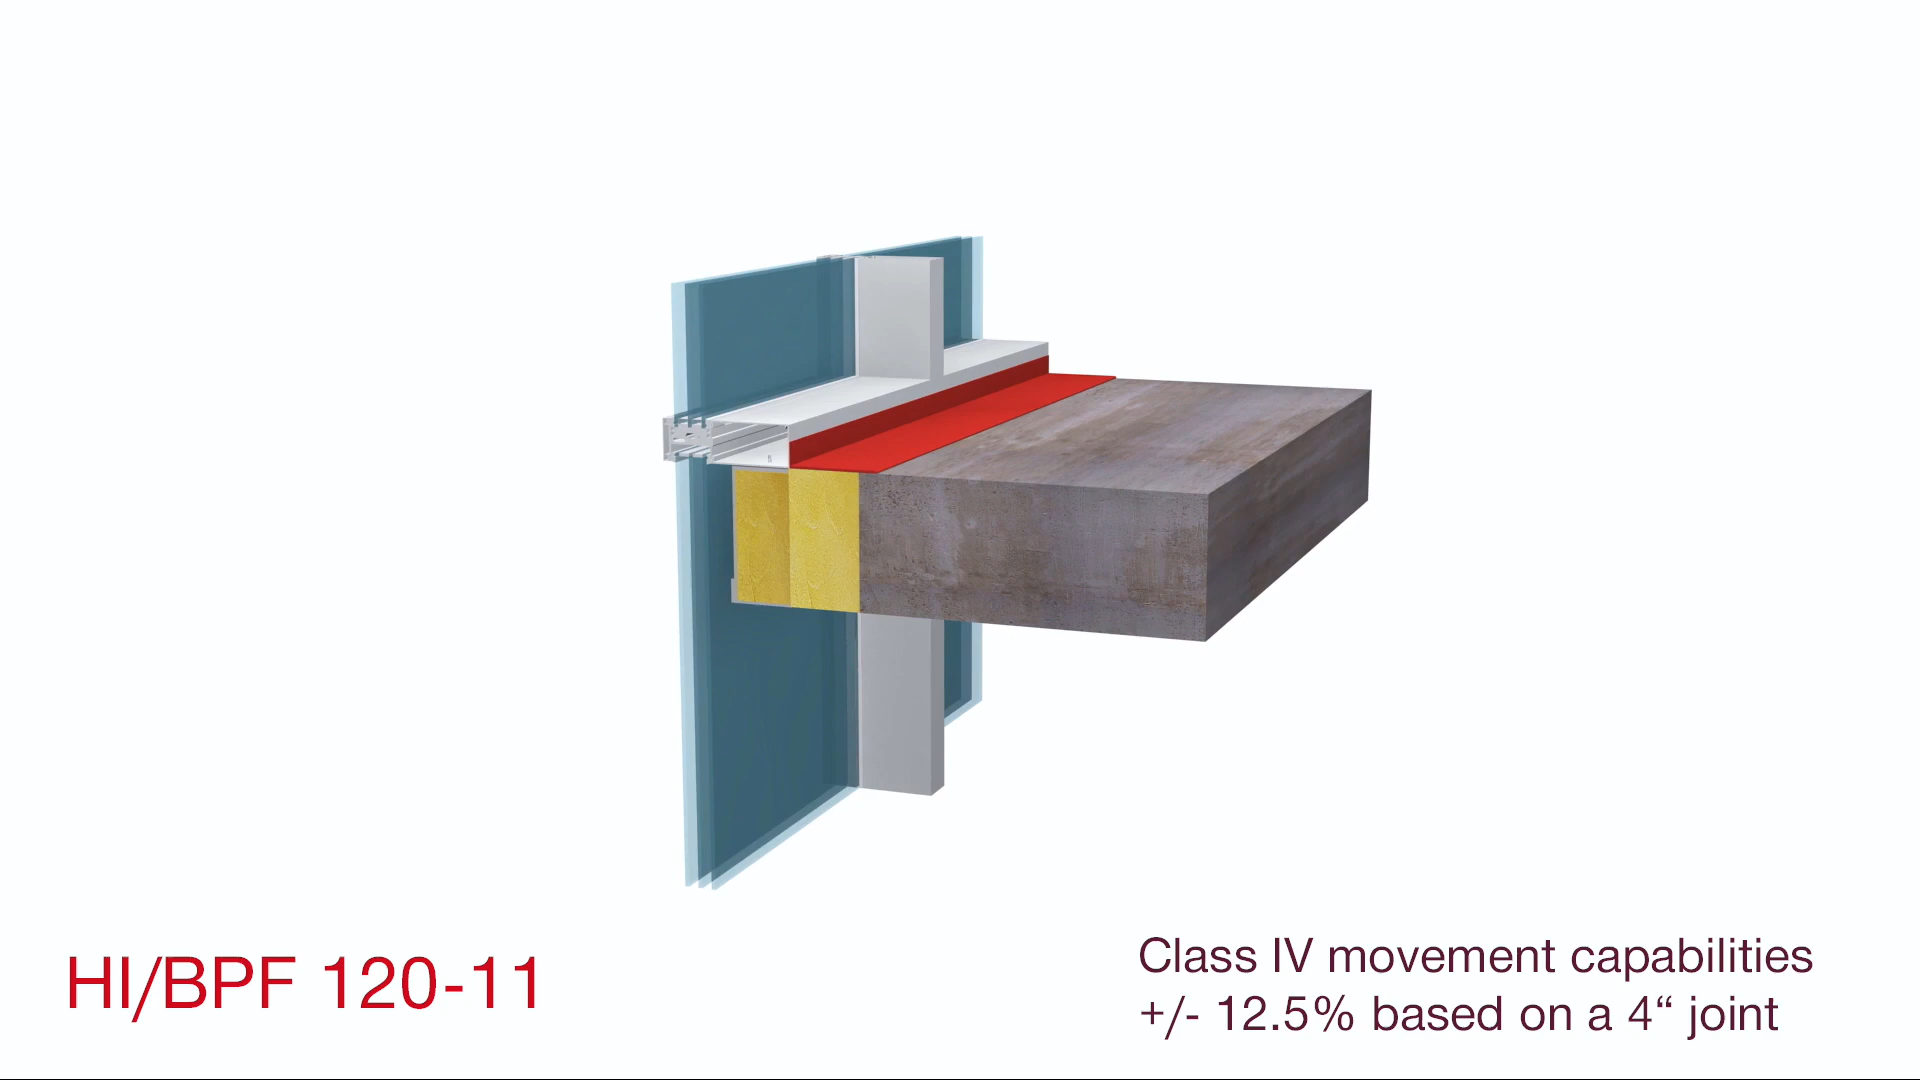 HI/BPF 120-11
Class IV movement capabilities
+/- 12.5% based on a 4“ joint